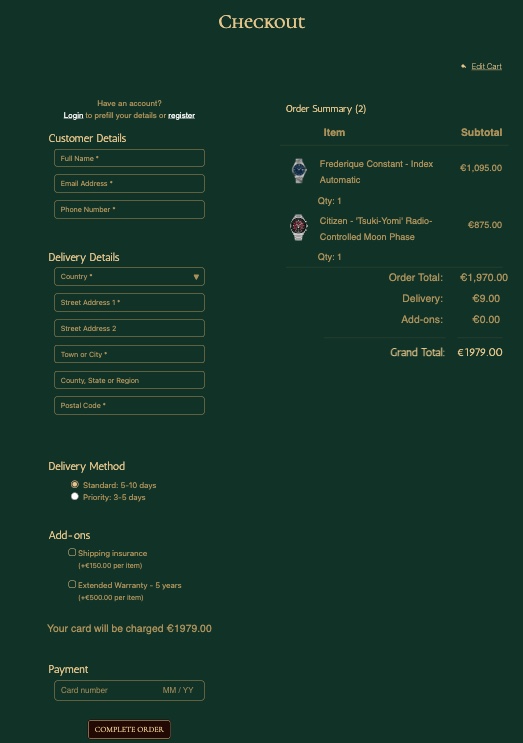 Checkout
Edit Cart
Have an account?
Login to prefill your details or register
Customer Details
Full Name *
Email Address *
Phone Number *
Delivery Details
Country *
Street Address 1 *
Street Address 2
Town or City *
County, State or Region
Postal Code *
Delivery Method
Standard: 5-10 days
Priority: 3-5 days
Add-ons
Shipping insurance
(+€150.00 per item)
Extended Warranty - 5 years
(+€500.00 per item)
Your card will be charged €1979.00
Payment
Card number MM / YY
COMPLETE ORDER
Order Summary (2)
Item Subtotal
Frederique Constant - Index €1,095.00
Automatic
Qty: 1
Citizen - 'Tsuki-Yomi' Radio- €875.00
Controlled Moon Phase
Qty: 1
Order Total: €1,970.00
Delivery: €9.00
Add-ons: €0.00
Grand Total: €1979.00